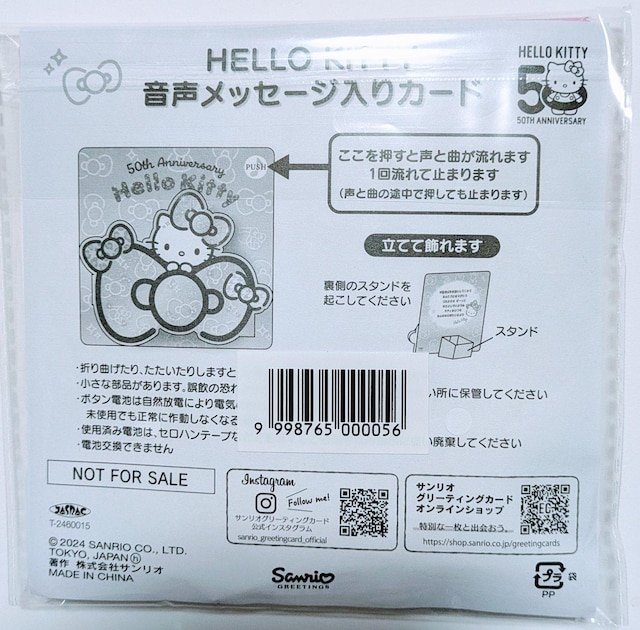 HELLO KITTY
音声メッセージ入りカード
HELLO KITTY
50
50TH ANNIVERSARY
50th Anniversary
Hello Kitty
PUSH
ここを押すと声と曲が流れます
1回流れて止まります
(声と曲の途中で押しても止まります)
立てて飾れます
裏側のスタンドを
起こしてください
スタンド
・折り曲げたり、たたいたりしますと
・小さな部品があります。誤飲の恐れ
・ボタン電池は自然放電により電気
未使用でも正常に作動しなくなる
い所に保管してください
・使用済み電池は、セロハンテープな
い廃棄してください
・電池交換できません
9 998765 000056
NOT FOR SALE
JASRAC
T-2460015
© 2024 SANRIO CO., LTD.
TOKYO, JAPAN Ⓗ
著作 株式会社サンリオ
MADE IN CHINA
Instagram
Follow me!
サンリオグリーティングカード
公式インスタグラム
sanrio_greetingcard_official
サンリオ
グリーティングカード
オンラインショップ
...特別な一枚と出会おう...
https://shop.sanrio.co.jp/greetingcards
EC
Sanrio
GREETINGS
プラ 袋
PP